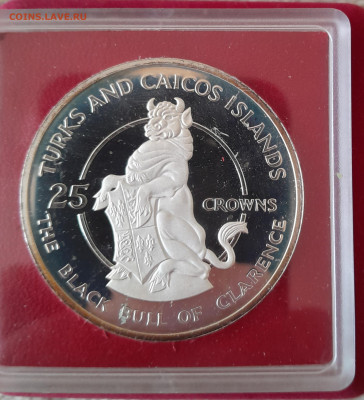 COINS.LAVE.RU
TURKS AND CAICOS ISLANDS
25 CROWNS
THE BLACK BULL OF CLARENCE